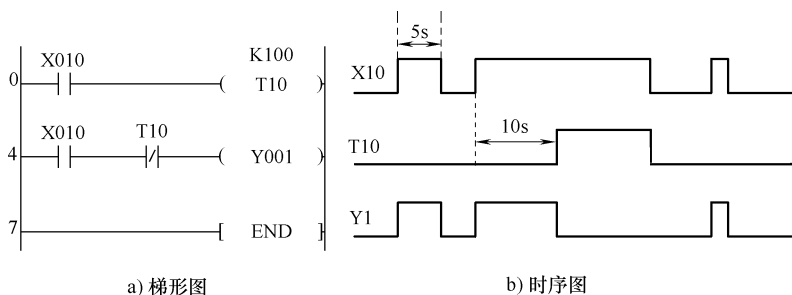 K100
0 X010 ( T10 )
4 X010 T10 ( Y001 )
7 [ END ]
a) 梯形图
5s
X10
10s
T10
Y1
b) 时序图